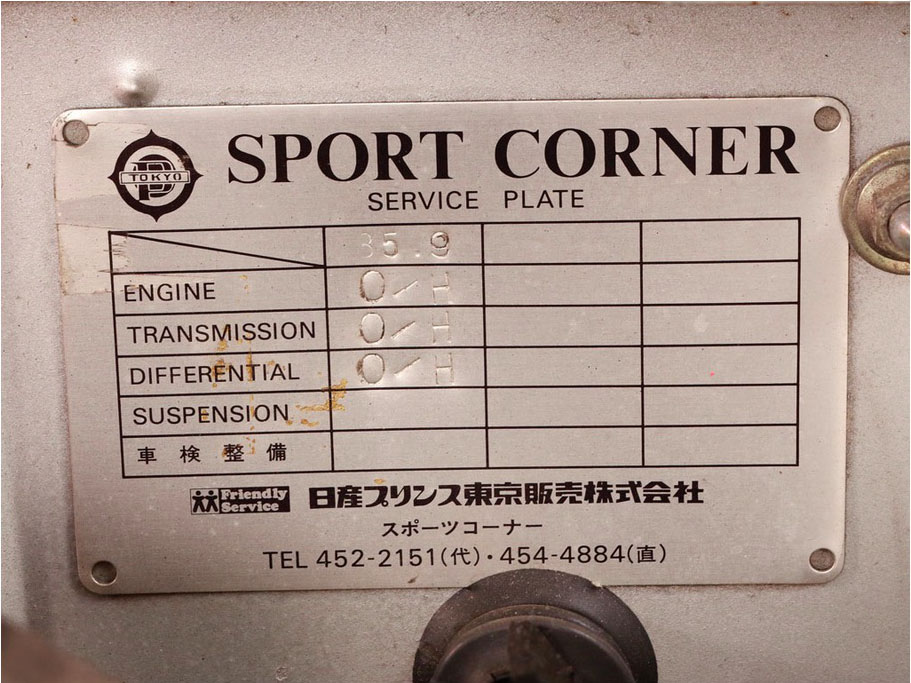 TOKYO
SPORT CORNER
SERVICE PLATE
85.9
ENGINE O/H
TRANSMISSION O/H
DIFFERENTIAL O/H
SUSPENSION
車検整備
Friendly
Service
日産プリンス東京販売株式会社
スポーツコーナー
TEL 452-2151(代)・454-4884(直)